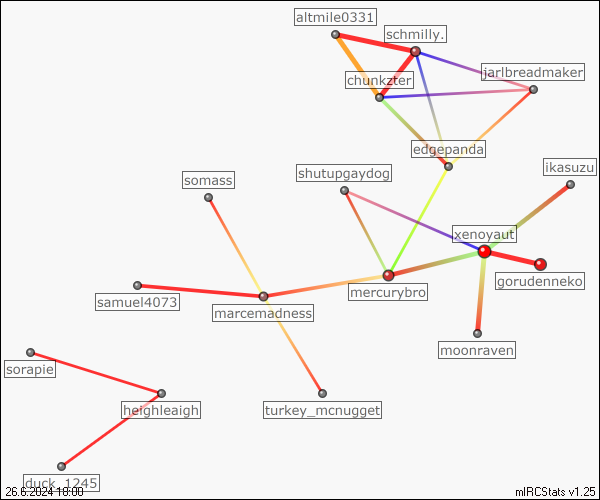 altmile0331
schmilly.
chunkzter
jarlbreadmaker
edgepanda
shutupgaydog
ikasuzu
somass
xenoyaut
gorudenneko
mercurybro
samuel4073
marcemadness
moonraven
sorapie
heighleaigh
turkey_mcnugget
duck_1245
26.6.2024 10:00
mIRCStats v1.25